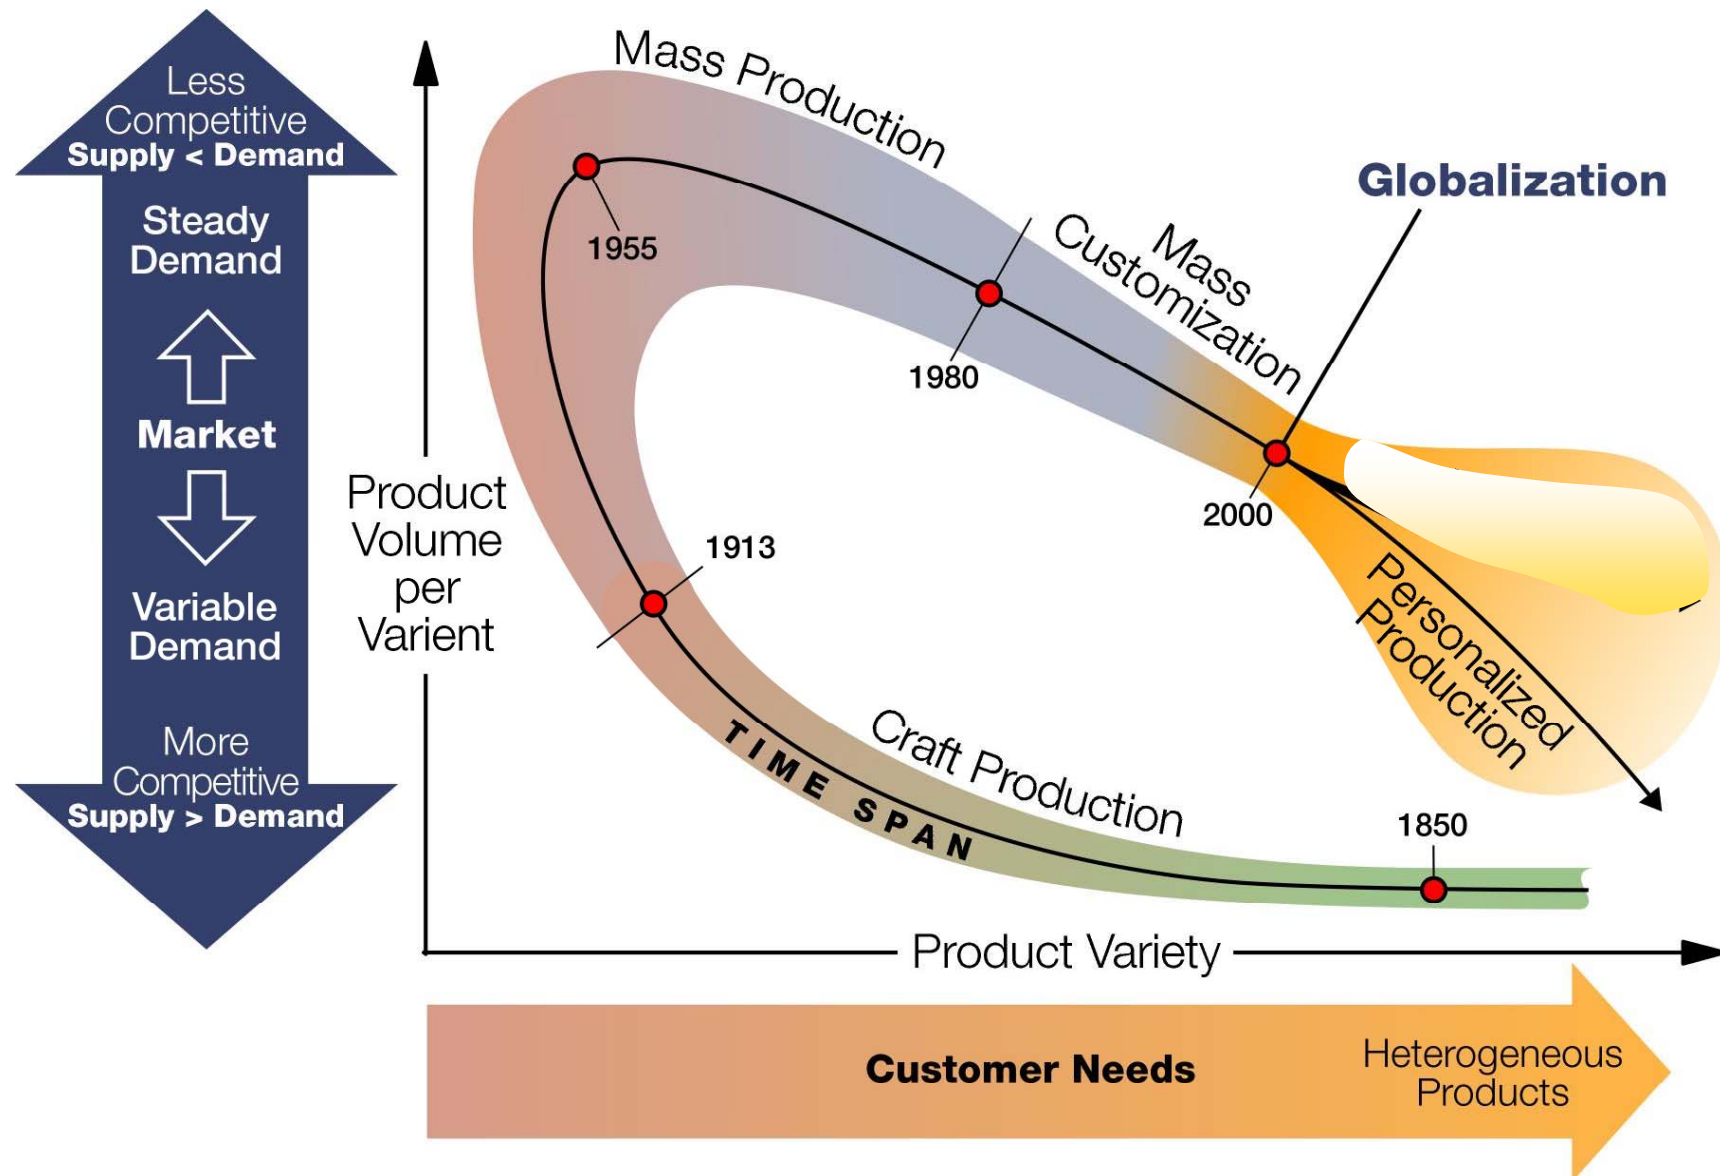 Less
Competitive
Supply < Demand
Steady
Demand
Market
Variable
Demand
More
Competitive
Supply > Demand
Product
Volume
per
Varient
Mass Production
1955
1980
Mass
Customization
Globalization
2000
1913
Personalized
Production
Craft Production
TIME SPAN
1850
Product Variety
Customer Needs
Heterogeneous
Products